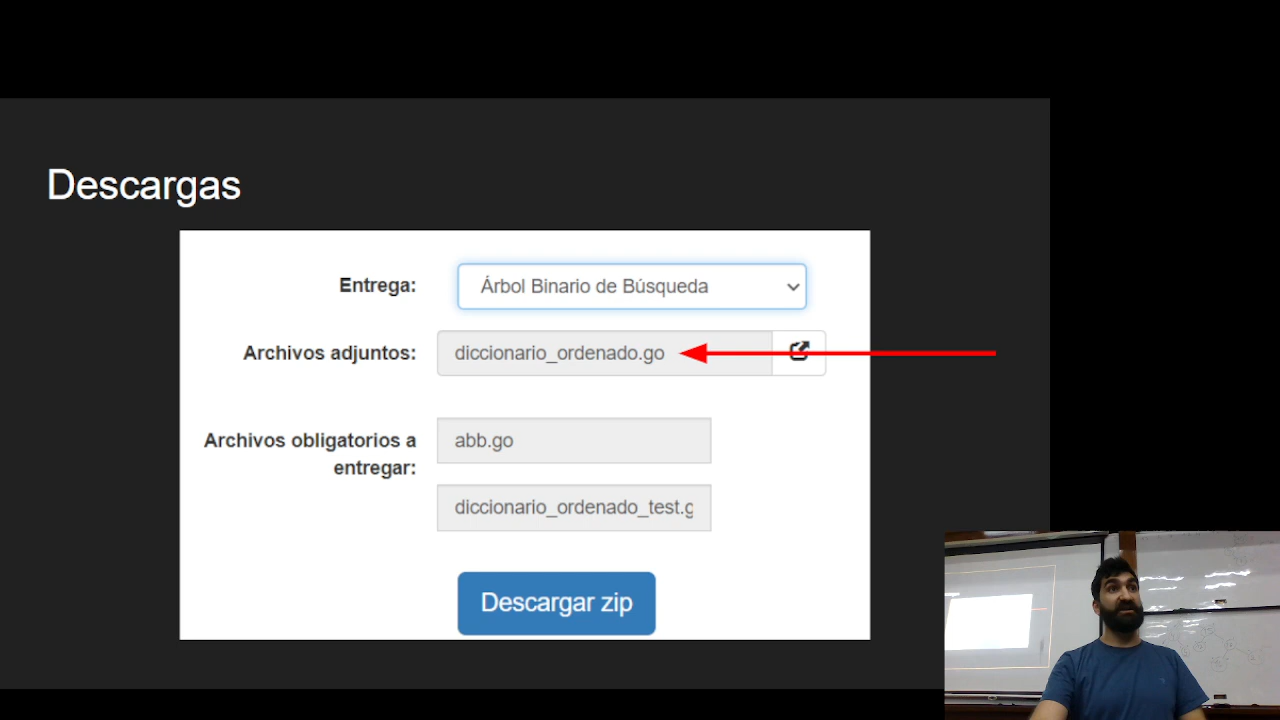 Descargas
Entrega:
Árbol Binario de Búsqueda
Archivos adjuntos:
diccionario_ordenado.go
Archivos obligatorios a
entregar:
abb.go
diccionario_ordenado_test.g
Descargar zip